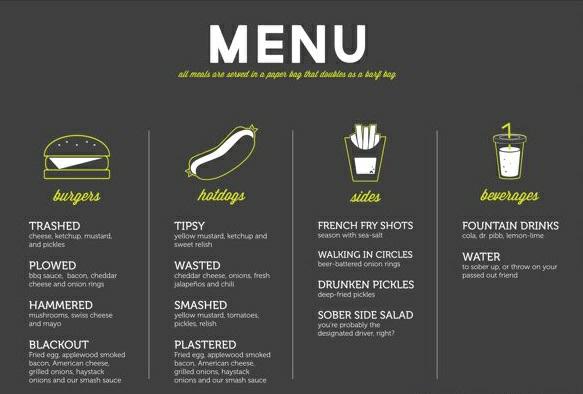 MENU
all meals are served in a paper bag that doubles as a barf bag
burgers
TRASHED
cheese, ketchup, mustard,
and pickles
PLOWED
bbq sauce, bacon, cheddar
cheese and onion rings
HAMMERED
mushrooms, swiss cheese
and mayo
BLACKOUT
Fried egg, applewood smoked
bacon, American cheese,
grilled onions, haystack
onions and our smash sauce
hotdogs
TIPSY
yellow mustard, ketchup and
sweet relish
WASTED
cheddar cheese, onions, fresh
jalapeños and chili
SMASHED
yellow mustard, tomatoes,
pickles, relish
PLASTERED
Fried egg, applewood smoked
bacon, American cheese,
grilled onions, haystack
onions and our smash sauce
sides
FRENCH FRY SHOTS
season with sea-salt
WALKING IN CIRCLES
beer-battered onion rings
DRUNKEN PICKLES
deep-fried pickles
SOBER SIDE SALAD
you're probably the
designated driver, right?
beverages
FOUNTAIN DRINKS
cola, dr. pibb, lemon-lime
WATER
to sober up, or throw on your
passed out friend